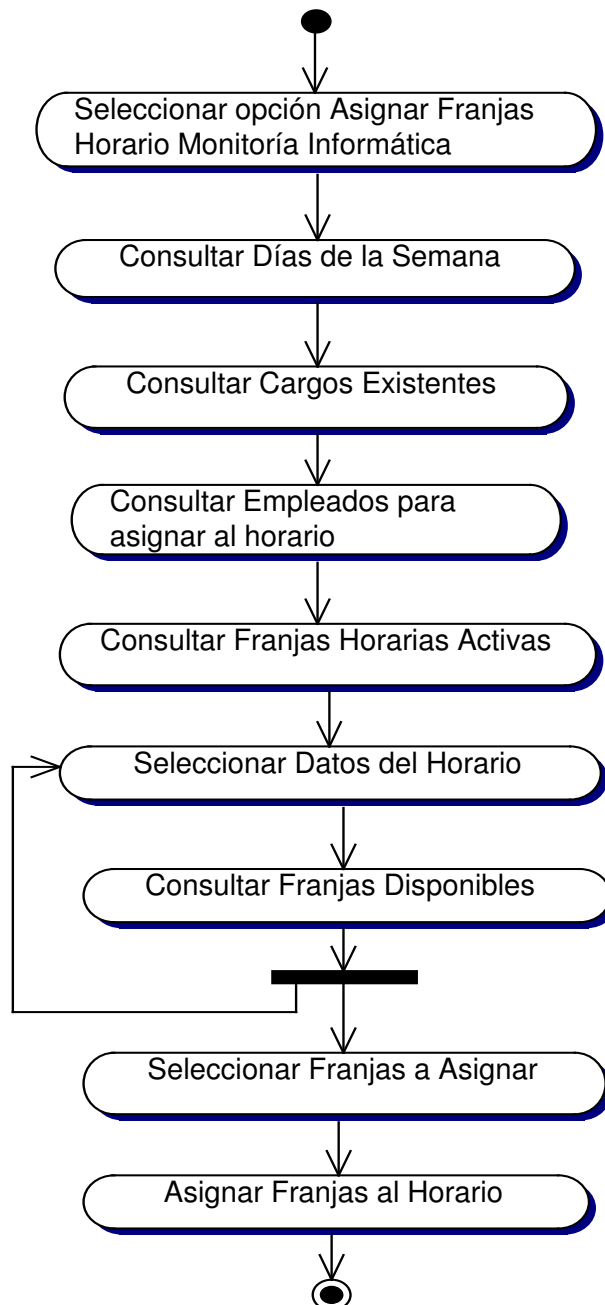 Seleccionar opción Asignar Franjas
Horario Monitoría Informática
Consultar Días de la Semana
Consultar Cargos Existentes
Consultar Empleados para
asignar al horario
Consultar Franjas Horarias Activas
Seleccionar Datos del Horario
Consultar Franjas Disponibles
Seleccionar Franjas a Asignar
Asignar Franjas al Horario